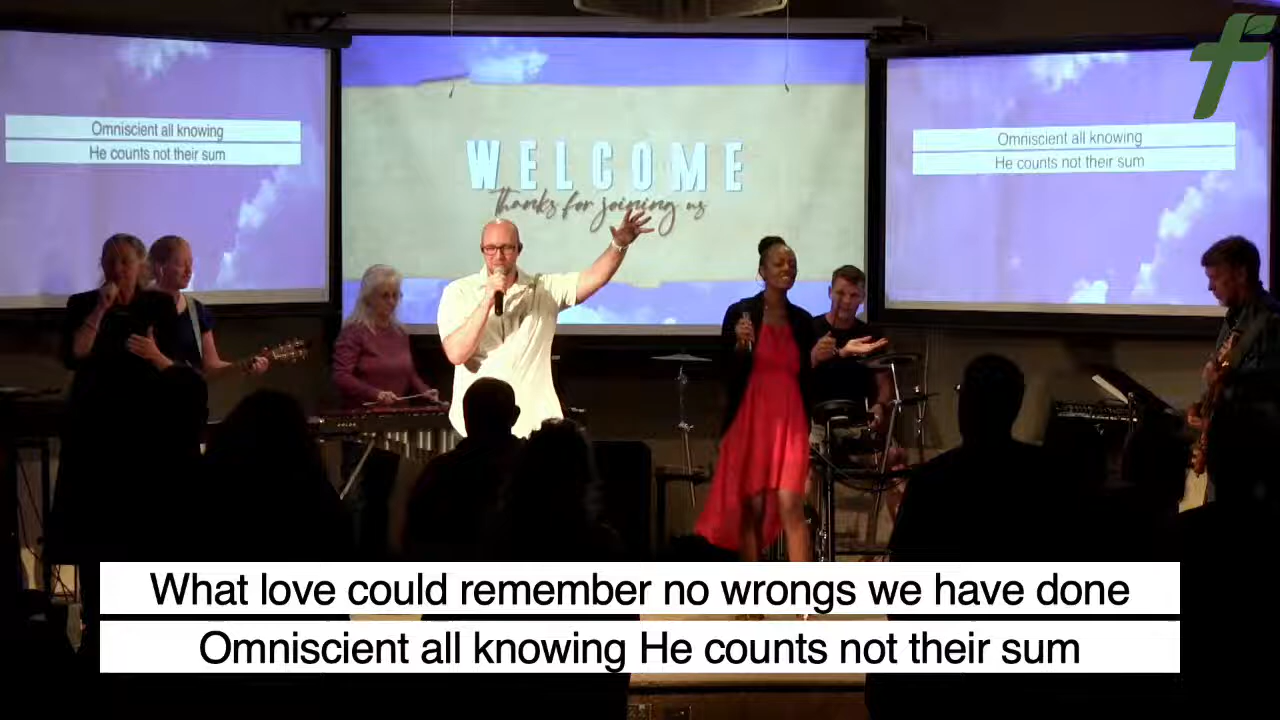 Omniscient all knowing
He counts not their sum
WELCOME
Thanks for joining us
Omniscient all knowing
He counts not their sum
What love could remember no wrongs we have done
Omniscient all knowing He counts not their sum